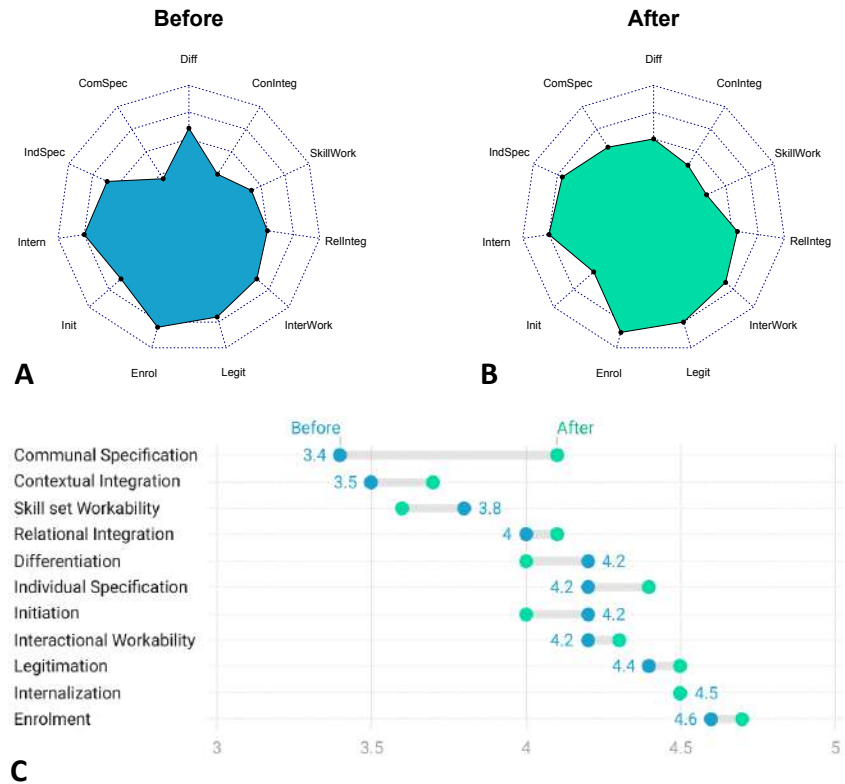 Before
Diff
ComSpec
ConInteg
IndSpec
SkillWork
Intern
RelInteg
Init
InterWork
Enrol
Legit
A
After
Diff
ComSpec
ConInteg
IndSpec
SkillWork
Intern
RelInteg
Init
InterWork
Enrol
Legit
B
Before After
Communal Specification 3.4
Contextual Integration 3.5
Skill set Workability 3.8
Relational Integration 4
Differentiation 4.2
Individual Specification 4.2
Initiation 4.2
Interactional Workability 4.2
Legitimation 4.4
Internalization 4.5
Enrolment 4.6
3 3.5 4 4.5 5
C